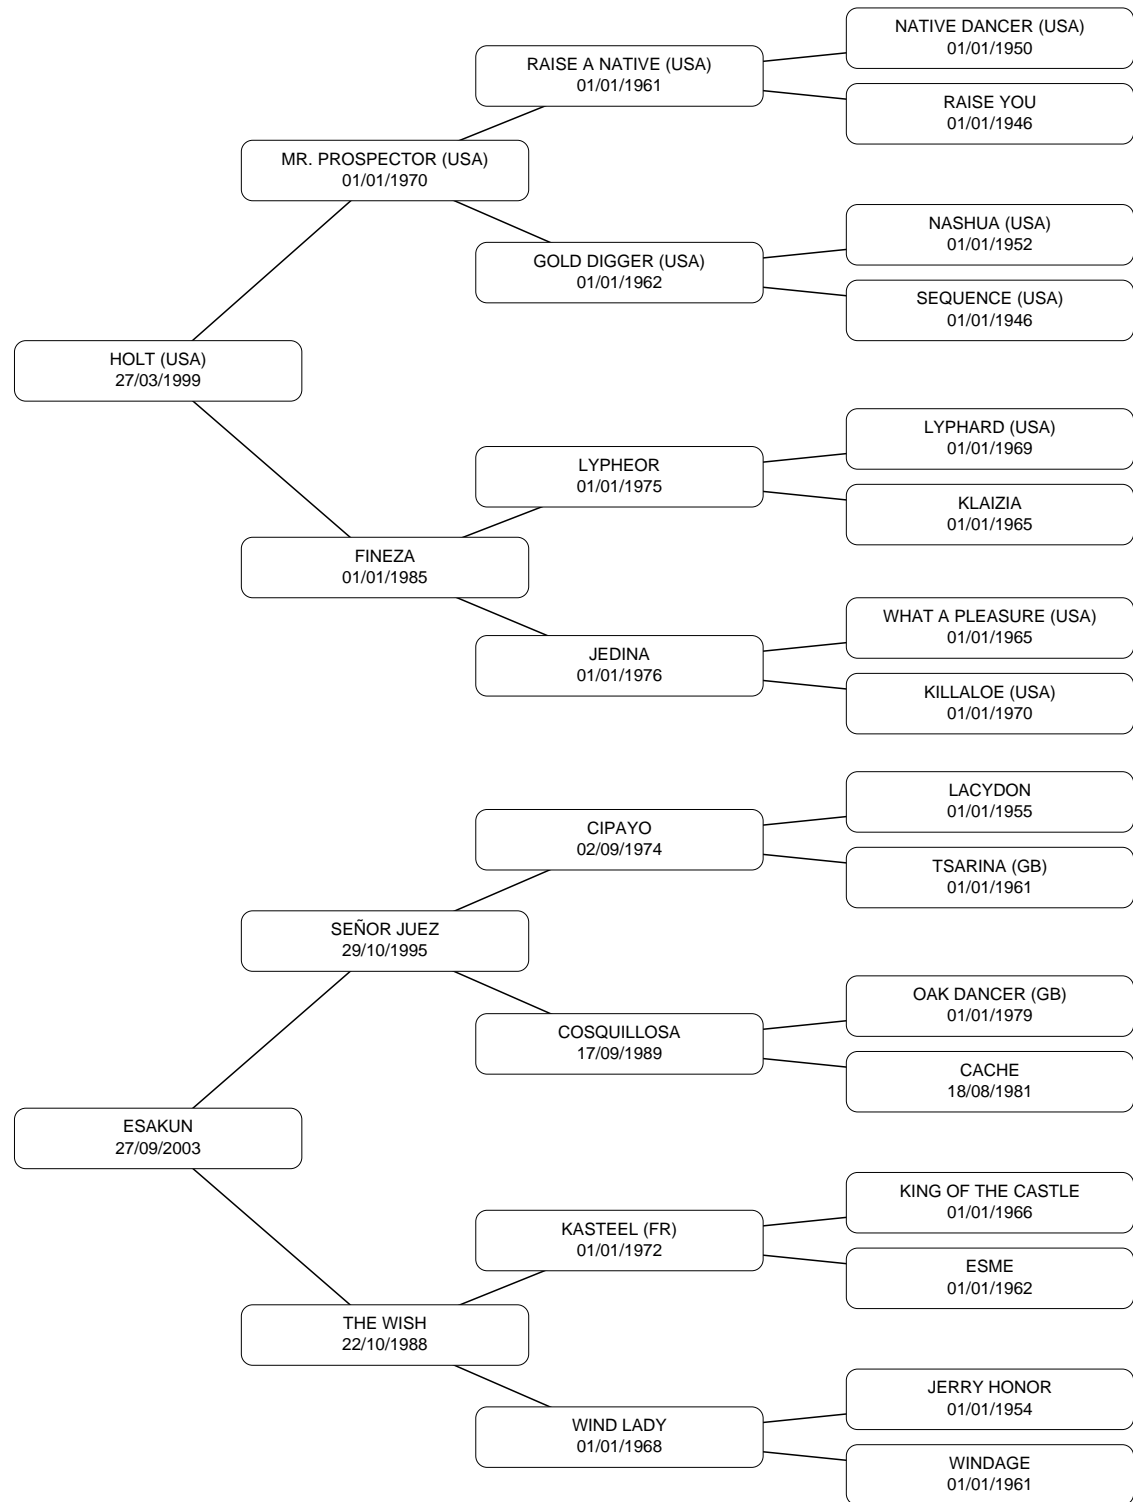 NATIVE DANCER (USA)
01/01/1950
RAISE A NATIVE (USA)
01/01/1961
RAISE YOU
01/01/1946
MR. PROSPECTOR (USA)
01/01/1970
NASHUA (USA)
01/01/1952
GOLD DIGGER (USA)
01/01/1962
SEQUENCE (USA)
01/01/1946
HOLT (USA)
27/03/1999
LYPHARD (USA)
01/01/1969
LYPHEOR
01/01/1975
KLAIZIA
01/01/1965
FINEZA
01/01/1985
WHAT A PLEASURE (USA)
01/01/1965
JEDINA
01/01/1976
KILLALOE (USA)
01/01/1970
LACYDON
01/01/1955
CIPAYO
02/09/1974
TSARINA (GB)
01/01/1961
SEÑOR JUEZ
29/10/1995
OAK DANCER (GB)
01/01/1979
COSQUILLOSA
17/09/1989
CACHE
18/08/1981
ESAKUN
27/09/2003
KING OF THE CASTLE
01/01/1966
KASTEEL (FR)
01/01/1972
ESME
01/01/1962
THE WISH
22/10/1988
JERRY HONOR
01/01/1954
WIND LADY
01/01/1968
WINDAGE
01/01/1961